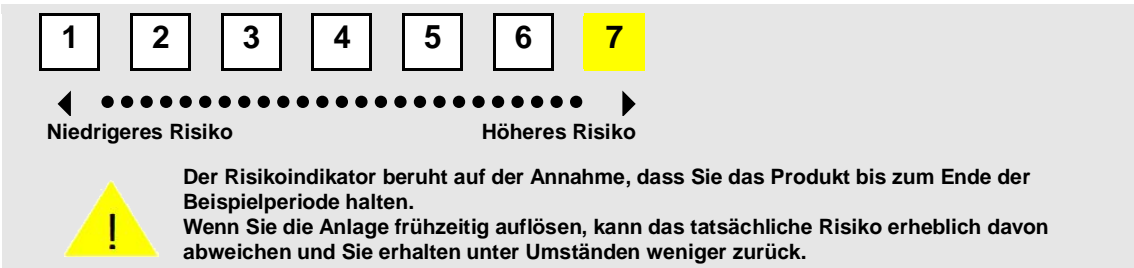 1 2 3 4 5 6 7
Niedrigeres Risiko Höheres Risiko
Der Risikoindikator beruht auf der Annahme, dass Sie das Produkt bis zum Ende der
Beispielperiode halten.
Wenn Sie die Anlage frühzeitig auflösen, kann das tatsächliche Risiko erheblich davon
abweichen und Sie erhalten unter Umständen weniger zurück.
!